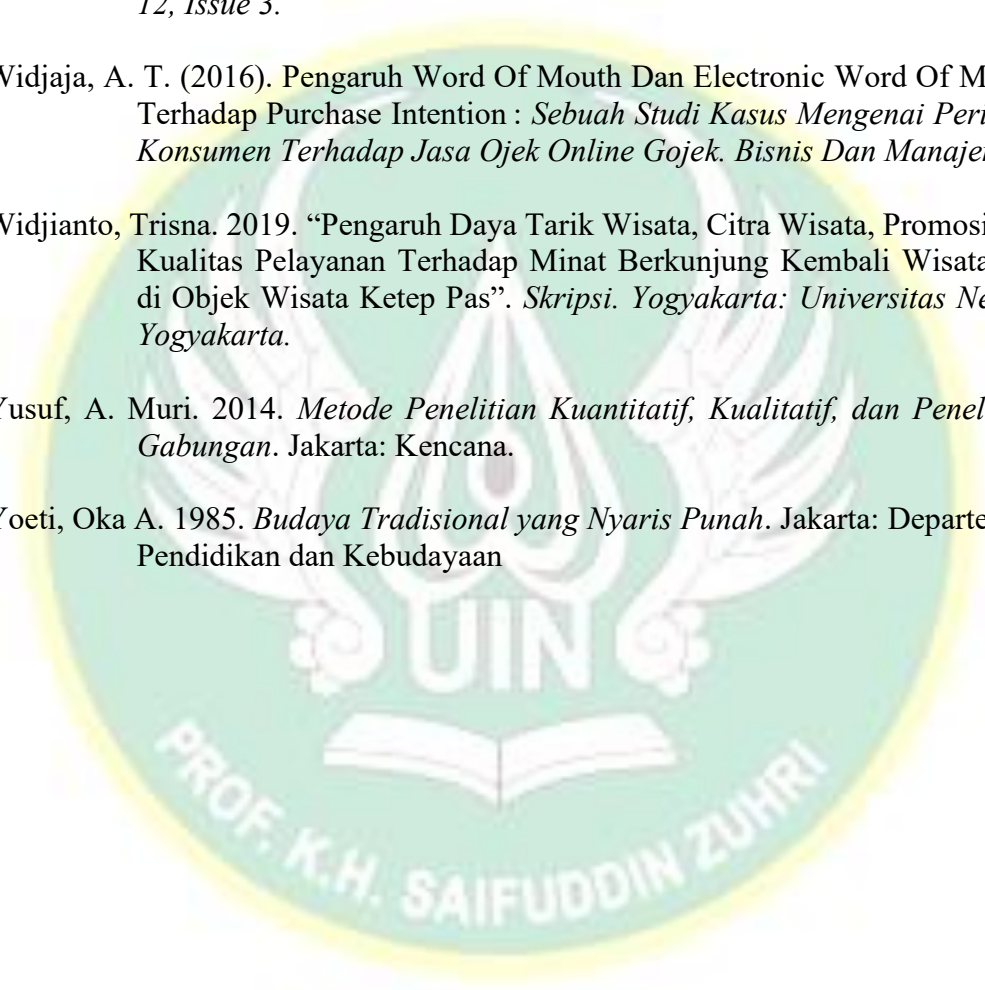 12, Issue 3.
Widjaja, A. T. (2016). Pengaruh Word Of Mouth Dan Electronic Word Of M
Terhadap Purchase Intention : Sebuah Studi Kasus Mengenai Peri
Konsumen Terhadap Jasa Ojek Online Gojek. Bisnis Dan Manajer
Widjianto, Trisna. 2019. “Pengaruh Daya Tarik Wisata, Citra Wisata, Promosi
Kualitas Pelayanan Terhadap Minat Berkunjung Kembali Wisata
di Objek Wisata Ketep Pas”. Skripsi. Yogyakarta: Universitas Ne
Yogyakarta.
Yusuf, A. Muri. 2014. Metode Penelitian Kuantitatif, Kualitatif, dan Penel
Gabungan. Jakarta: Kencana.
Yoeti, Oka A. 1985. Budaya Tradisional yang Nyaris Punah. Jakarta: Departe
Pendidikan dan Kebudayaan
UIN
PROF. K.H. SAIFUDDIN ZUHRI